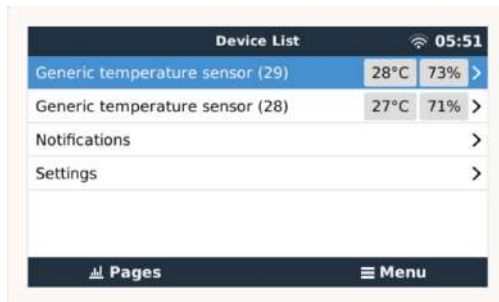 Device List 05:51
Generic temperature sensor (29) 28°C 73% >
Generic temperature sensor (28) 27°C 71% >
Notifications >
Settings >
Pages Menu